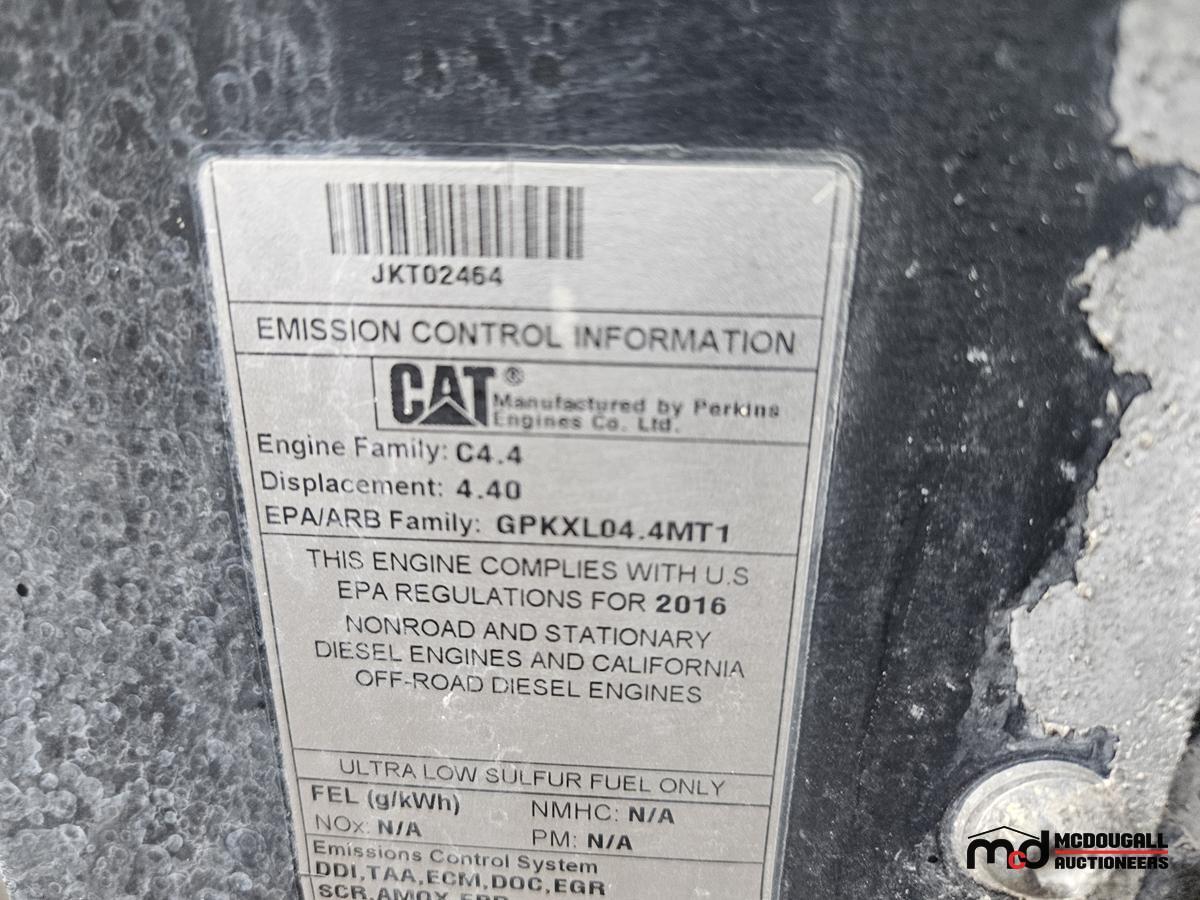 JKT02464
EMISSION CONTROL INFORMATION
CAT®
Manufactured by Perkins
Engines Co. Ltd.
Engine Family: C4.4
Displacement: 4.40
EPA/ARB Family: GPKXL04.4MT1
THIS ENGINE COMPLIES WITH U.S
EPA REGULATIONS FOR 2016
NONROAD AND STATIONARY
DIESEL ENGINES AND CALIFORNIA
OFF-ROAD DIESEL ENGINES
ULTRA LOW SULFUR FUEL ONLY
FEL (g/kWh) NMHC: N/A
NOx: N/A PM: N/A
Emissions Control System
DDI,TAA,ECM,DOC,EGR
SCR,AMOX
mcd MCDOUGALL
AUCTIONEERS